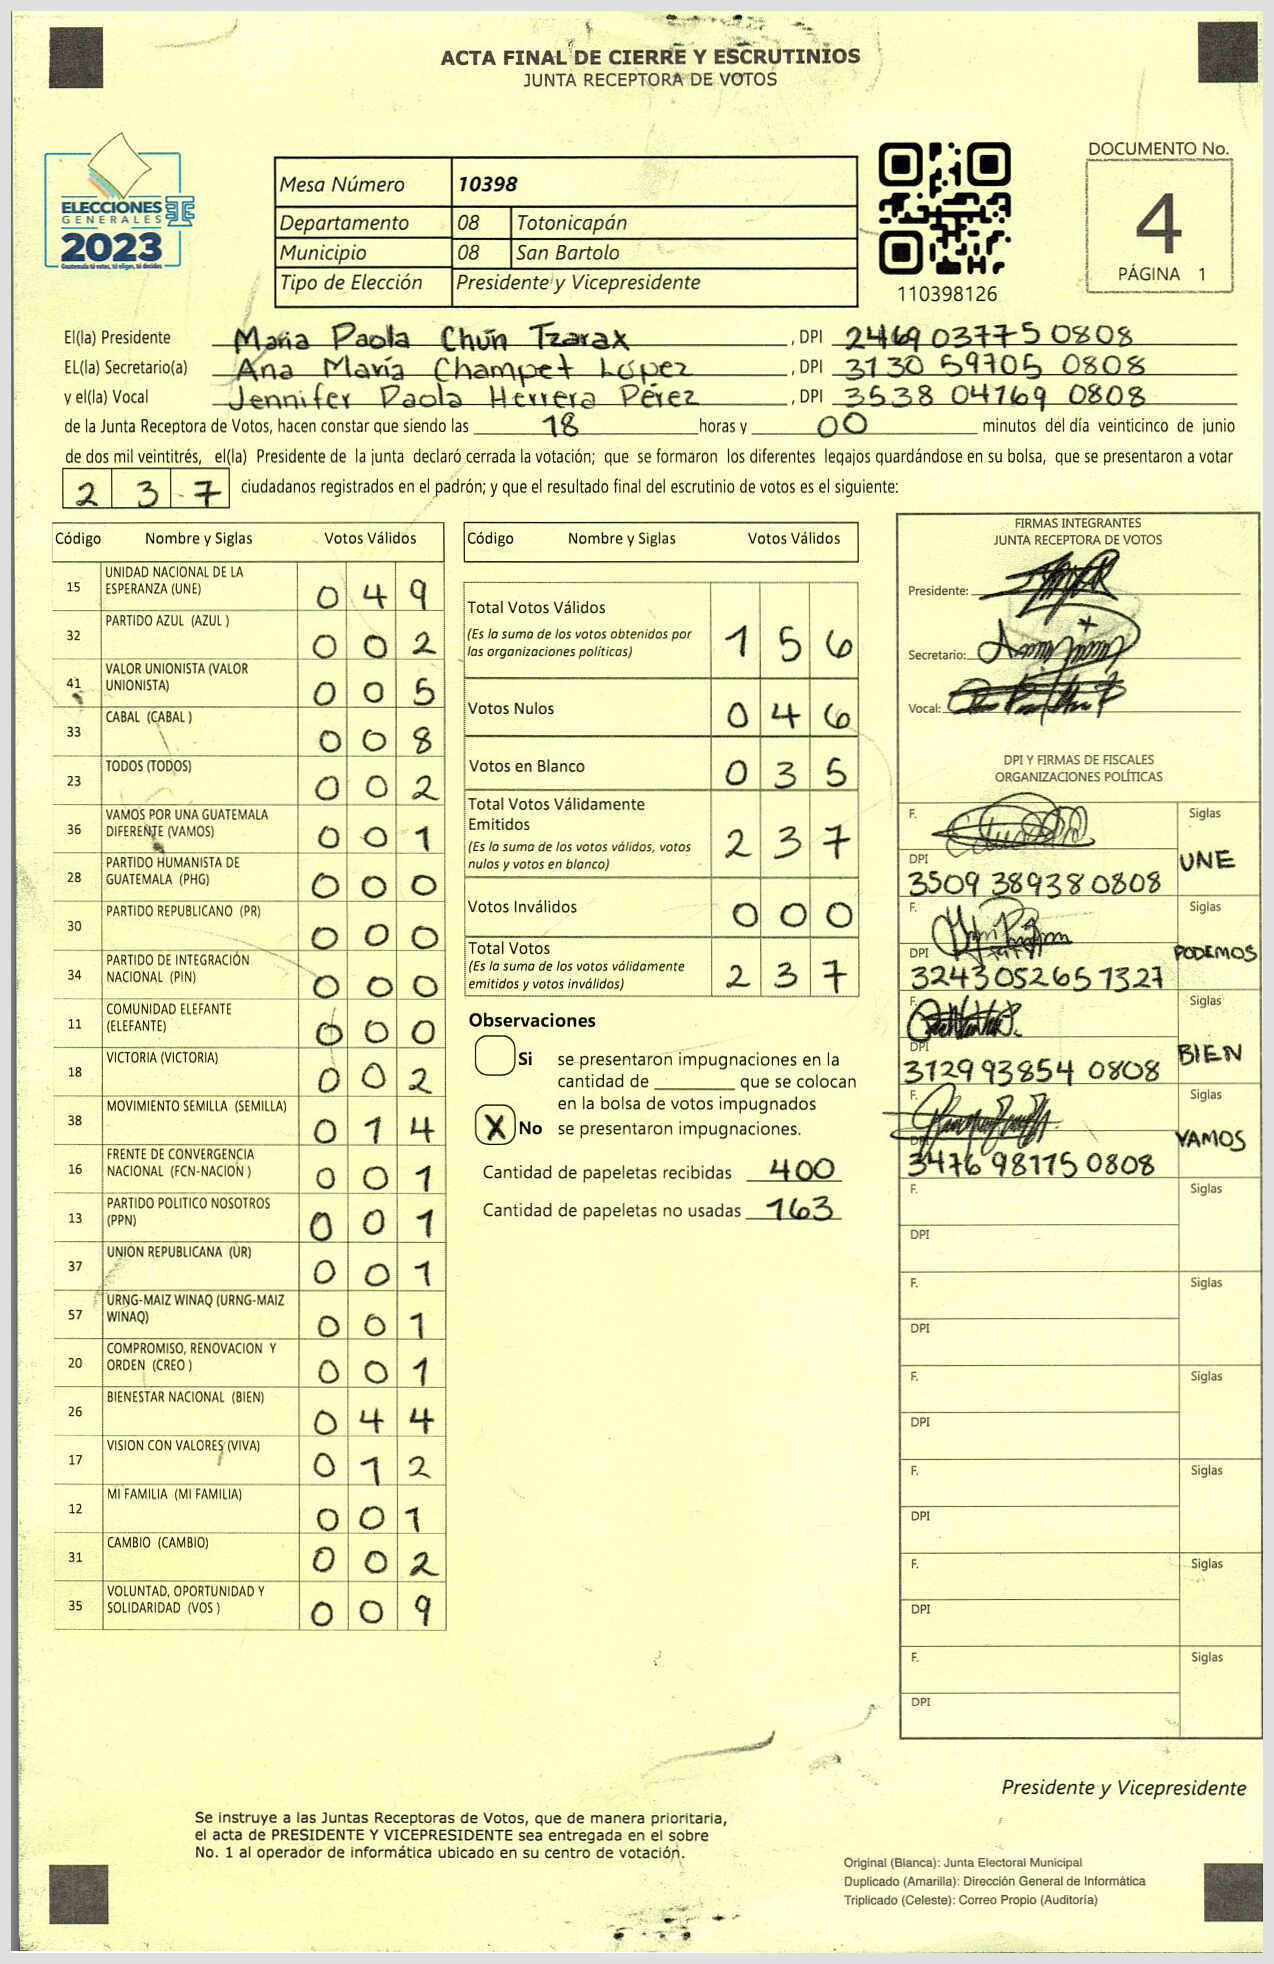 ACTA FINAL DE CIERRE Y ESCRUTINIOS
JUNTA RECEPTORA DE VOTOS
ELECCIONES
GENERALES
2023
Guatemala tú votas, tú eliges, tú decides
Mesa Número 10398
Departamento 08 Totonicapán
Municipio 08 San Bartolo
Tipo de Elección Presidente y Vicepresidente
110398126
DOCUMENTO No.
4
PÁGINA 1
El(la) Presidente Maria Paola Chún Tzarax , DPI 2469 03775 0808
EL(la) Secretario(a) Ana María Champet López , DPI 3130 59705 0808
y el(la) Vocal Jennifer Paola Herrera Pérez , DPI 3538 04769 0808
de la Junta Receptora de Votos, hacen constar que siendo las 18 horas y 00 minutos del día veinticinco de junio
de dos mil veintitrés, el(la) Presidente de la junta declaró cerrada la votación; que se formaron los diferentes legajos guardándose en su bolsa, que se presentaron a votar
2 3 7 ciudadanos registrados en el padrón; y que el resultado final del escrutinio de votos es el siguiente:
Código Nombre y Siglas Votos Válidos
15 UNIDAD NACIONAL DE LA ESPERANZA (UNE) 0 4 9
32 PARTIDO AZUL (AZUL ) 0 0 2
41 VALOR UNIONISTA (VALOR UNIONISTA) 0 0 5
33 CABAL (CABAL ) 0 0 8
23 TODOS (TODOS) 0 0 2
36 VAMOS POR UNA GUATEMALA DIFERENTE (VAMOS) 0 0 1
28 PARTIDO HUMANISTA DE GUATEMALA (PHG) 0 0 0
30 PARTIDO REPUBLICANO (PR) 0 0 0
34 PARTIDO DE INTEGRACIÓN NACIONAL (PIN) 0 0 0
11 COMUNIDAD ELEFANTE (ELEFANTE) 0 0 0
18 VICTORIA (VICTORIA) 0 0 2
38 MOVIMIENTO SEMILLA (SEMILLA) 0 1 4
16 FRENTE DE CONVERGENCIA NACIONAL (FCN-NACION ) 0 0 1
13 PARTIDO POLITICO NOSOTROS (PPN) 0 0 1
37 UNION REPUBLICANA (UR) 0 0 1
57 URNG-MAIZ WINAQ (URNG-MAIZ WINAQ) 0 0 1
20 COMPROMISO, RENOVACION Y ORDEN (CREO ) 0 0 1
26 BIENESTAR NACIONAL (BIEN) 0 4 4
17 VISION CON VALORES (VIVA) 0 1 2
12 MI FAMILIA (MI FAMILIA) 0 0 1
31 CAMBIO (CAMBIO) 0 0 2
35 VOLUNTAD, OPORTUNIDAD Y SOLIDARIDAD (VOS ) 0 0 9
Código Nombre y Siglas Votos Válidos
Total Votos Válidos 1 5 6
(Es la suma de los votos obtenidos por
las organizaciones políticas)
Votos Nulos 0 4 6
Votos en Blanco 0 3 5
Total Votos Válidamente
Emitidos 2 3 7
(Es la suma de los votos válidos, votos
nulos y votos en blanco)
Votos Inválidos 0 0 0
Total Votos 2 3 7
(Es la suma de los votos válidamente
emitidos y votos inválidos)
Observaciones
Si se presentaron impugnaciones en la
cantidad de ________ que se colocan
en la bolsa de votos impugnados
X No se presentaron impugnaciones.
Cantidad de papeletas recibidas 400
Cantidad de papeletas no usadas 163
FIRMAS INTEGRANTES
JUNTA RECEPTORA DE VOTOS
Presidente:
Secretario:
Vocal:
DPI Y FIRMAS DE FISCALES
ORGANIZACIONES POLÍTICAS
F. Siglas
DPI UNE
3509 38938 0808
F. Siglas
DPI PODEMOS
3243 05265 1327
F. Siglas
DPI BIEN
3129 93854 0808
F. Siglas
DPI VAMOS
3476 98175 0808
F. Siglas
DPI
F. Siglas
DPI
F. Siglas
DPI
F. Siglas
DPI
F. Siglas
DPI
F. Siglas
DPI
Presidente y Vicepresidente
Se instruye a las Juntas Receptoras de Votos, que de manera prioritaria,
el acta de PRESIDENTE Y VICEPRESIDENTE sea entregada en el sobre
No. 1 al operador de informática ubicado en su centro de votación.
Original (Blanca): Junta Electoral Municipal
Duplicado (Amarilla): Dirección General de Informática
Triplicado (Celeste): Correo Propio (Auditoría)